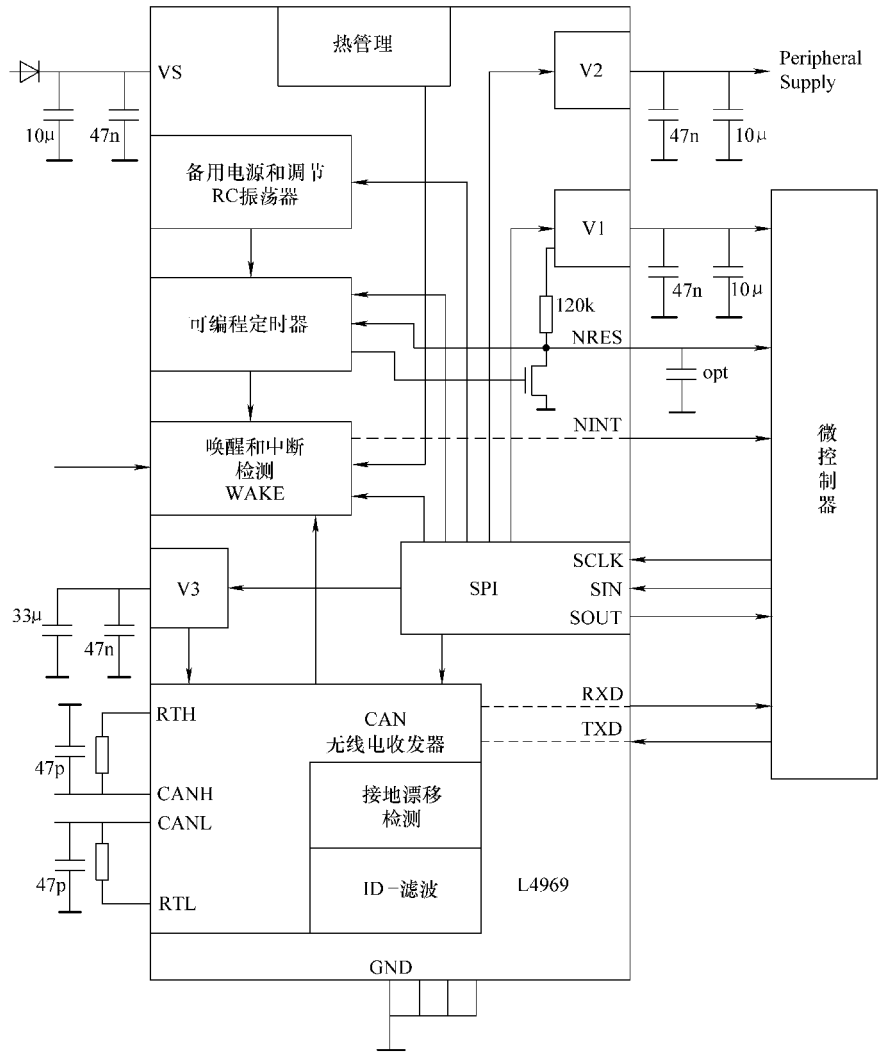 热管理
VS
V2
Peripheral
Supply
10μ
47n
47n
10μ
备用电源和调节
RC振荡器
V1
47n
10μ
120k
可编程定时器
NRES
opt
NINT
唤醒和中断
检测
WAKE
微控制器
SCLK
SPI
SIN
SOUT
V3
33μ
47n
RXD
TXD
RTH
CAN
无线电收发器
47p
CANH
CANL
接地漂移
检测
47p
RTL
ID-滤波
L4969
GND